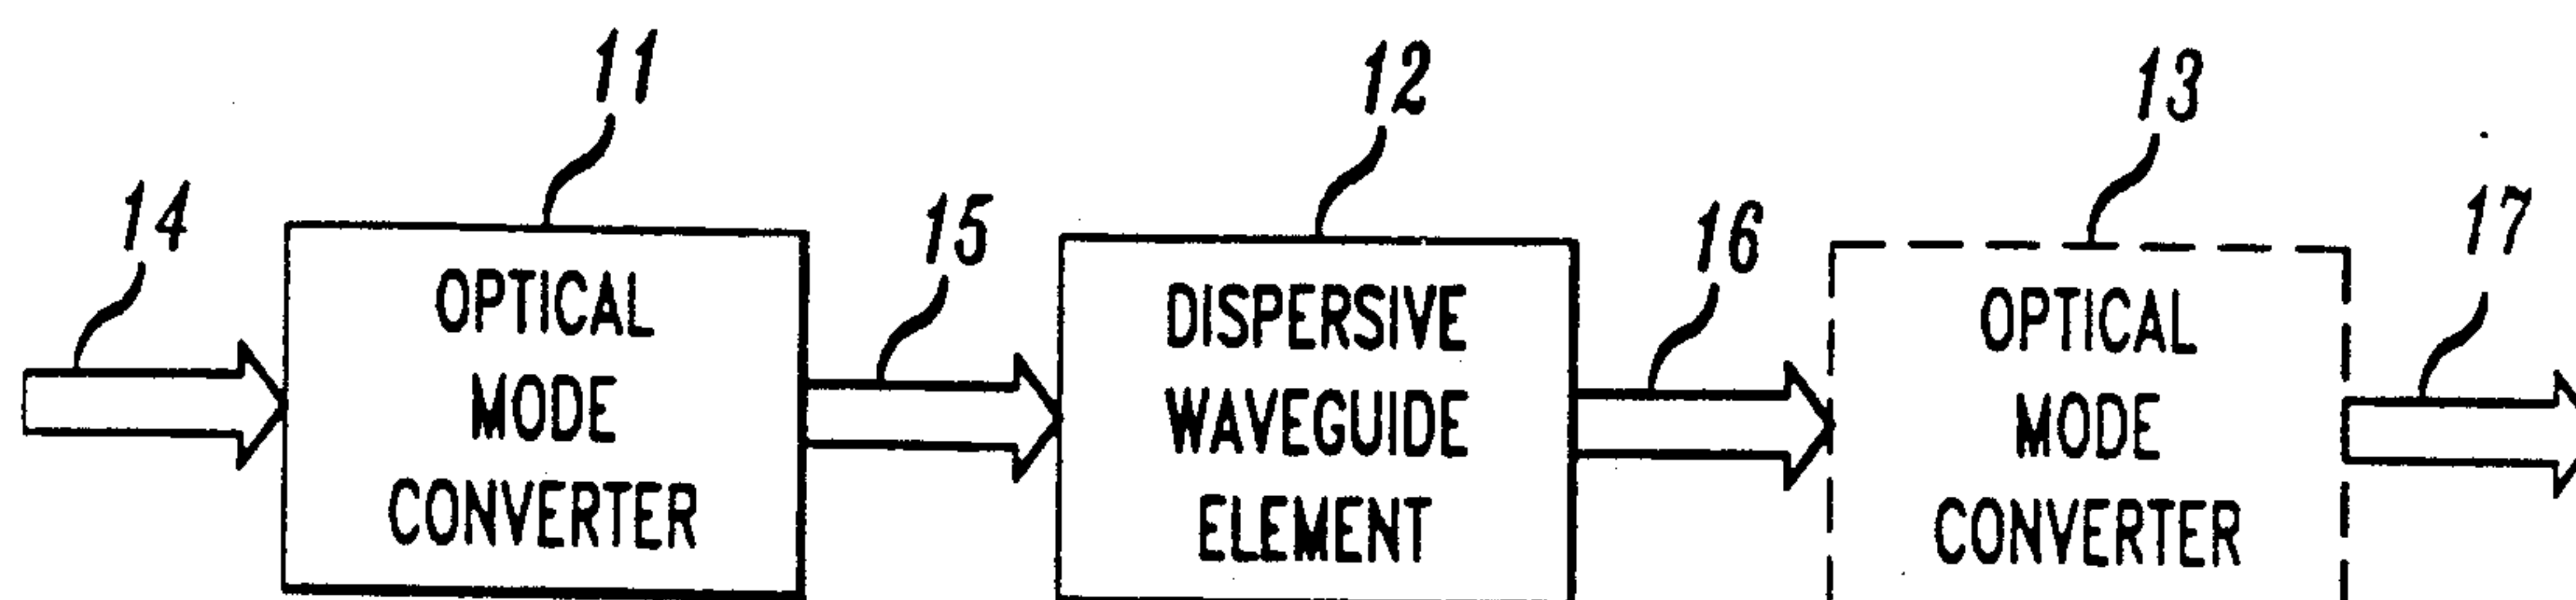 11
12
13
14
15
16
17
OPTICAL
MODE
CONVERTER
DISPERSIVE
WAVEGUIDE
ELEMENT
OPTICAL
MODE
CONVERTER